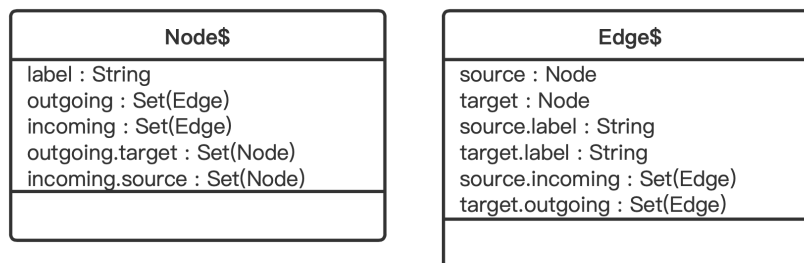 Node$
label : String
outgoing : Set(Edge)
incoming : Set(Edge)
outgoing.target : Set(Node)
incoming.source : Set(Node)
Edge$
source : Node
target : Node
source.label : String
target.label : String
source.incoming : Set(Edge)
target.outgoing : Set(Edge)